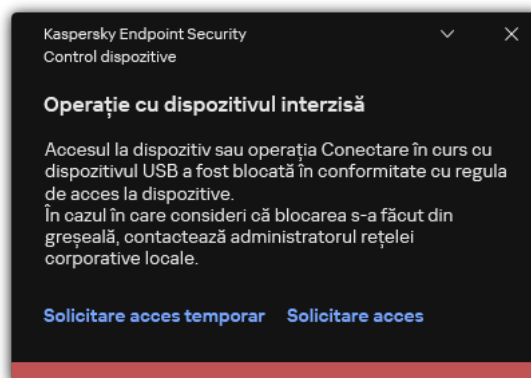 Kaspersky Endpoint Security
Control dispozitive
Operație cu dispozitivul interzisă
Accesul la dispozitiv sau operația Conectare în curs cu
dispozitivul USB a fost blocată în conformitate cu regula
de acces la dispozitive.
În cazul în care consideri că blocarea s-a făcut din
greșeală, contactează administratorul rețelei
corporative locale.
Solicitare acces temporar Solicitare acces